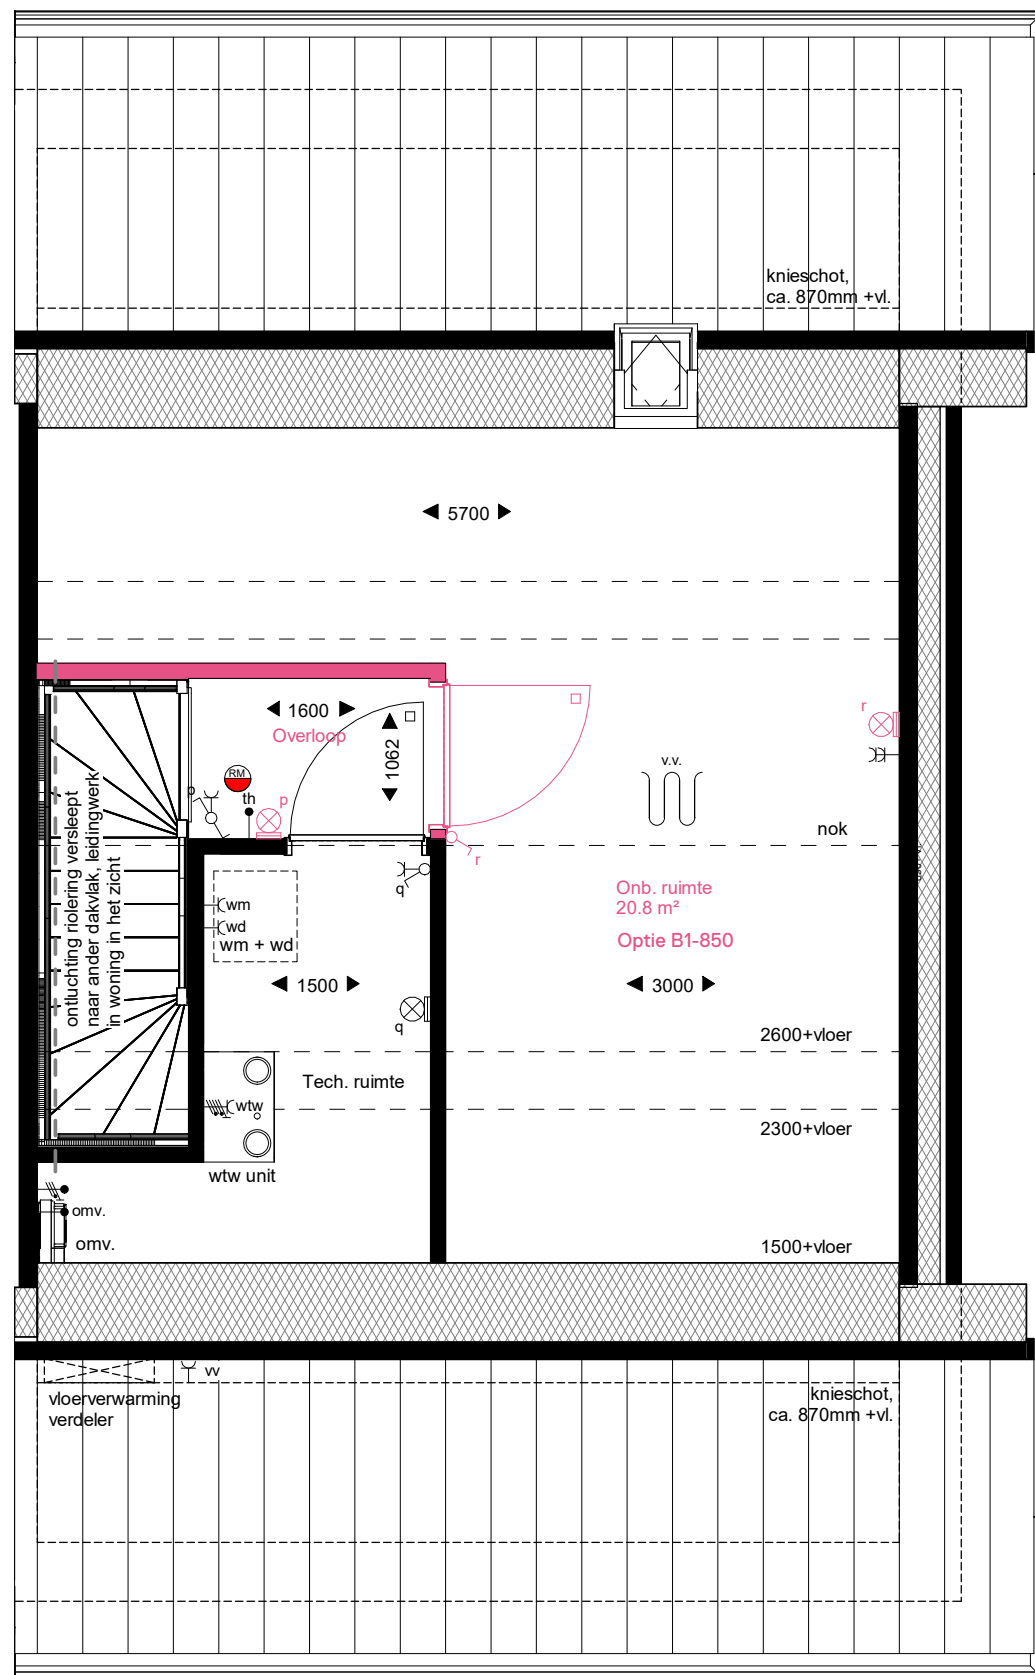 knieschot,
ca. 870mm +vl.
5700
1600
Overloop
1062
RM
th
p
r
v.v.
nok
r
q
ontluchting riolering versleept
naar ander dakvlak, leidingwerk
in woning in het zicht
wm
wd
wm + wd
Onb. ruimte
20.8 m²
Optie B1-850
1500
3000
q
2600+vloer
Tech. ruimte
wtw
2300+vloer
wtw unit
omv.
omv.
1500+vloer
vv
vloerverwarming
verdeler
knieschot,
ca. 870mm +vl.